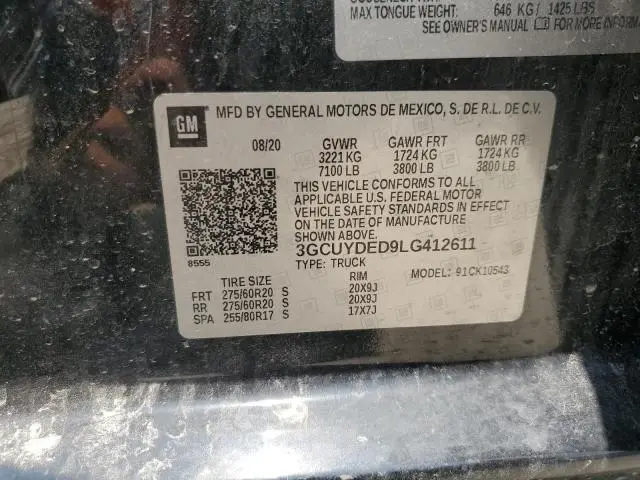 MAX TONGUE WEIGHT: 646 KG/ 1425 LBS
SEE OWNER'S MANUAL FOR MORE
GM MFD BY GENERAL MOTORS DE MEXICO, S. DE R.L. DE C.V.
08/20 GVWR GAWR FRT GAWR RR
3221 KG 1724 KG 1724 KG
7100 LB 3800 LB 3800 LB
THIS VEHICLE CONFORMS TO ALL
APPLICABLE U.S. FEDERAL MOTOR
VEHICLE SAFETY STANDARDS IN EFFECT
ON THE DATE OF MANUFACTURE
SHOWN ABOVE.
3GCUYDED9LG412611
8555 TYPE: TRUCK MODEL: 91CK10543
TIRE SIZE RIM
FRT 275/60R20 S 20X9J
RR 275/60R20 S 20X9J
SPA 255/80R17 S 17X7J